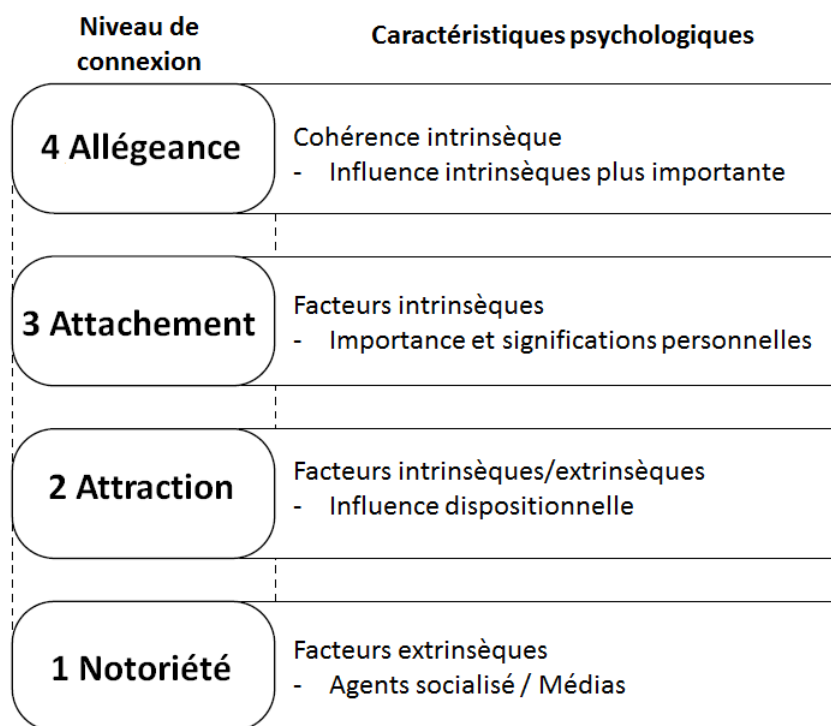 Niveau de
connexion
Caractéristiques psychologiques
4 Allégeance
Cohérence intrinsèque
- Influence intrinsèques plus importante
3 Attachement
Facteurs intrinsèques
- Importance et significations personnelles
2 Attraction
Facteurs intrinsèques/extrinsèques
- Influence dispositionnelle
1 Notoriété
Facteurs extrinsèques
- Agents socialisé / Médias